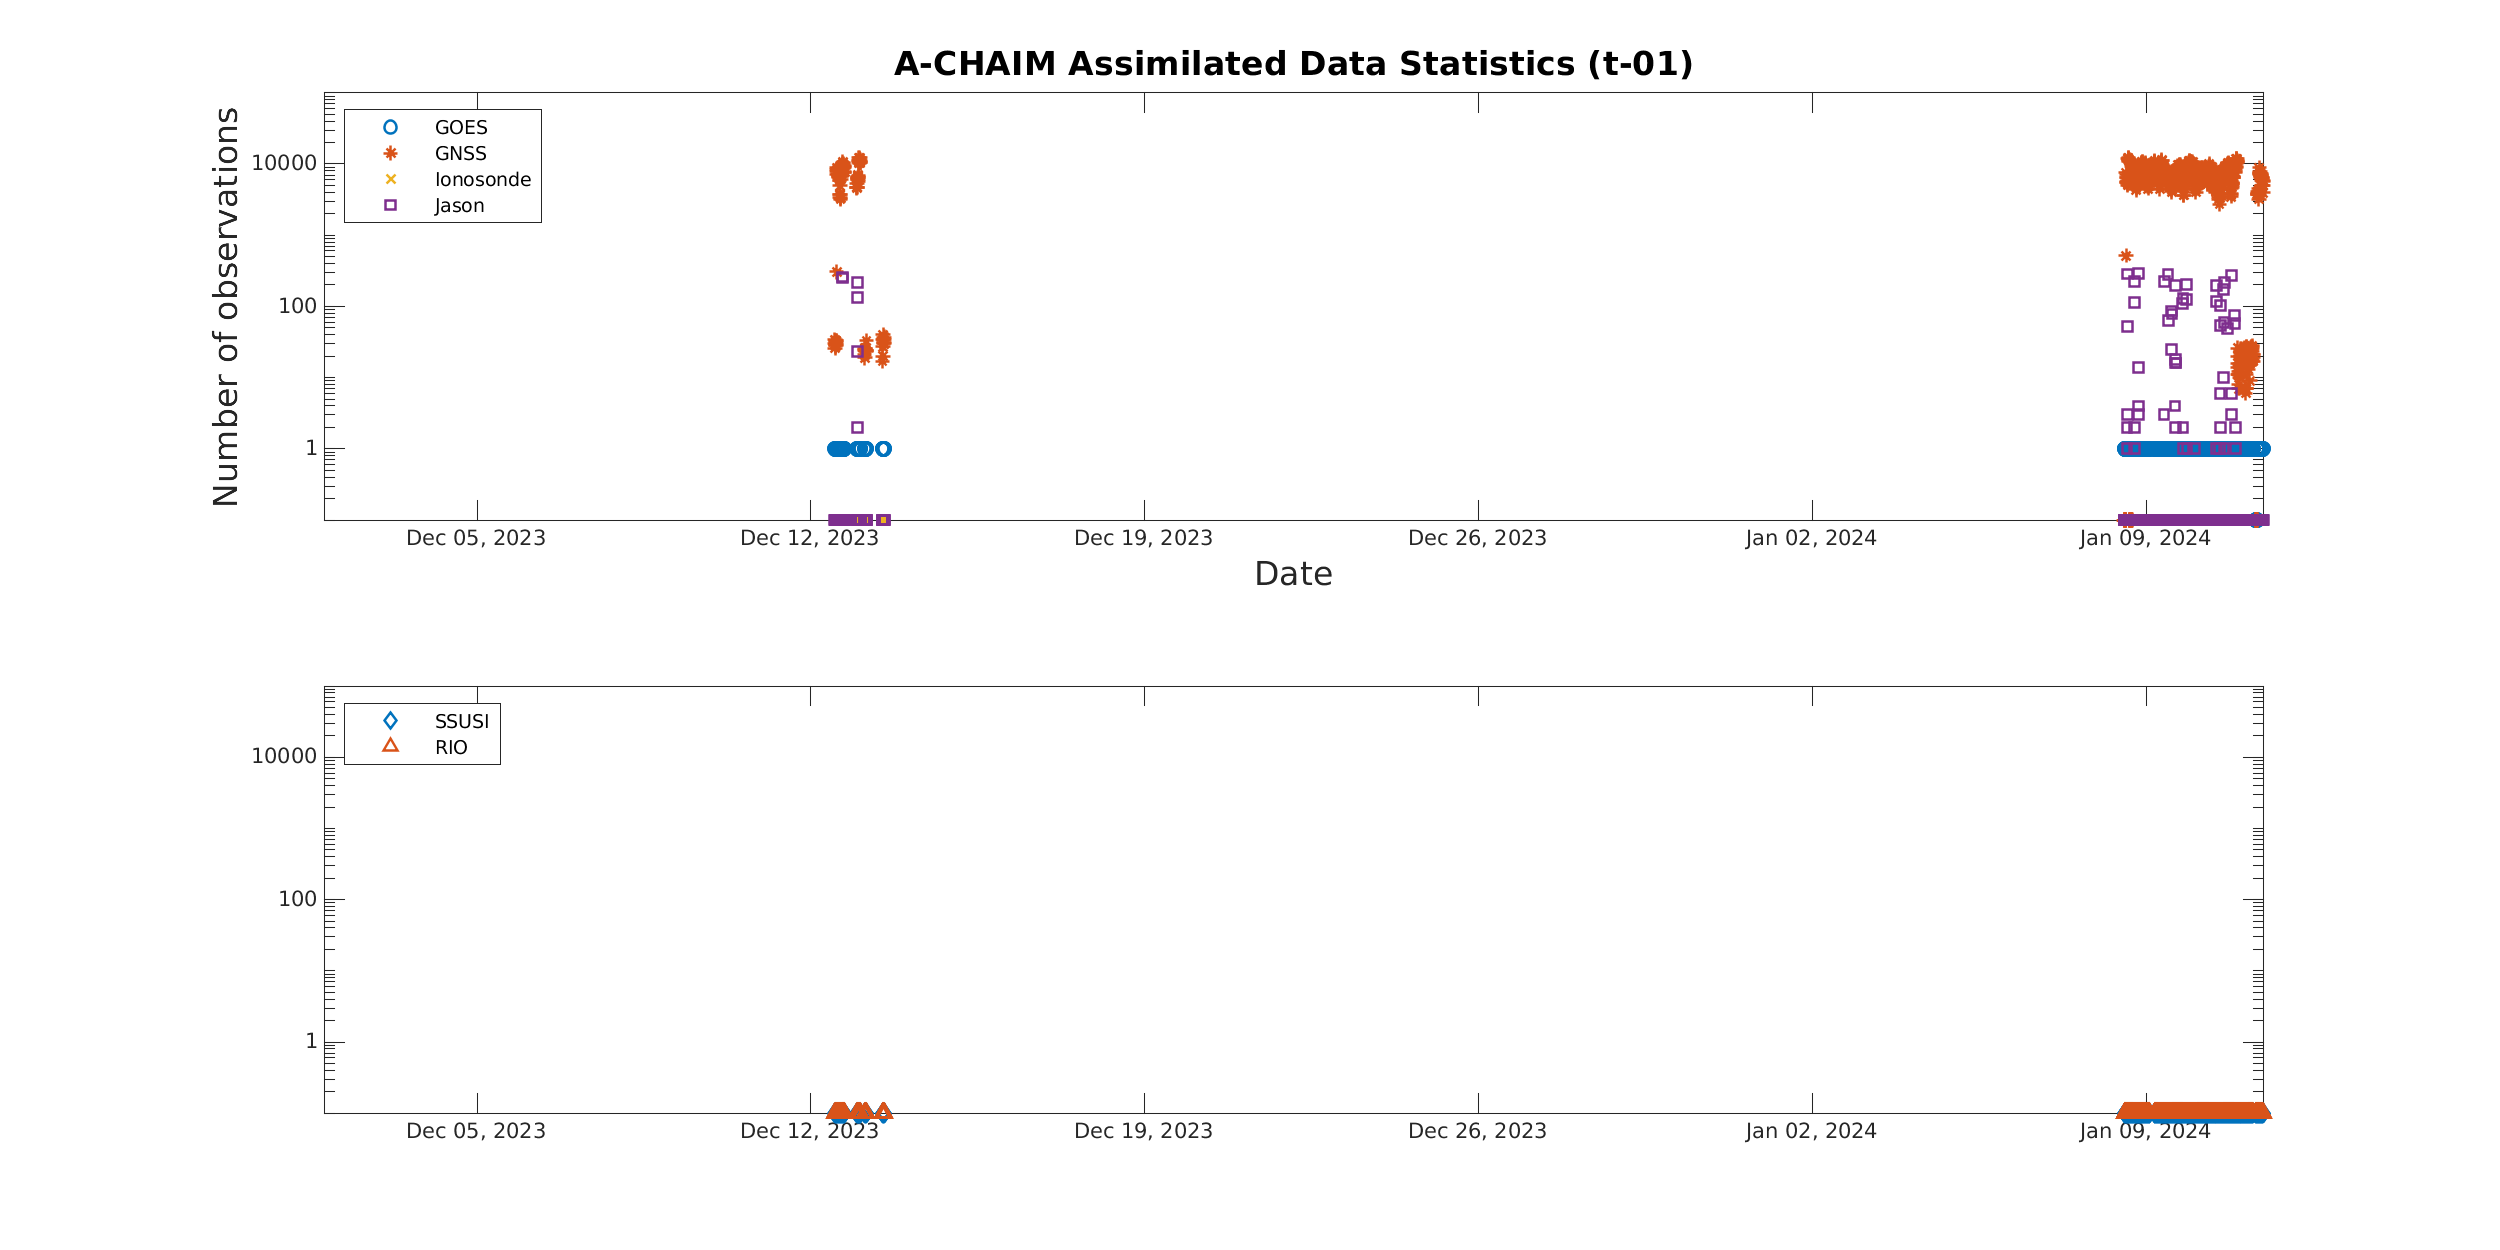 A-CHAIM Assimilated Data Statistics (t-01)
Number of observations
10000
100
1
GOES
GNSS
Ionosonde
Jason
Dec 05, 2023
Dec 12, 2023
Dec 19, 2023
Dec 26, 2023
Jan 02, 2024
Jan 09, 2024
Date
10000
100
1
SSUSI
RIO
Dec 05, 2023
Dec 12, 2023
Dec 19, 2023
Dec 26, 2023
Jan 02, 2024
Jan 09, 2024